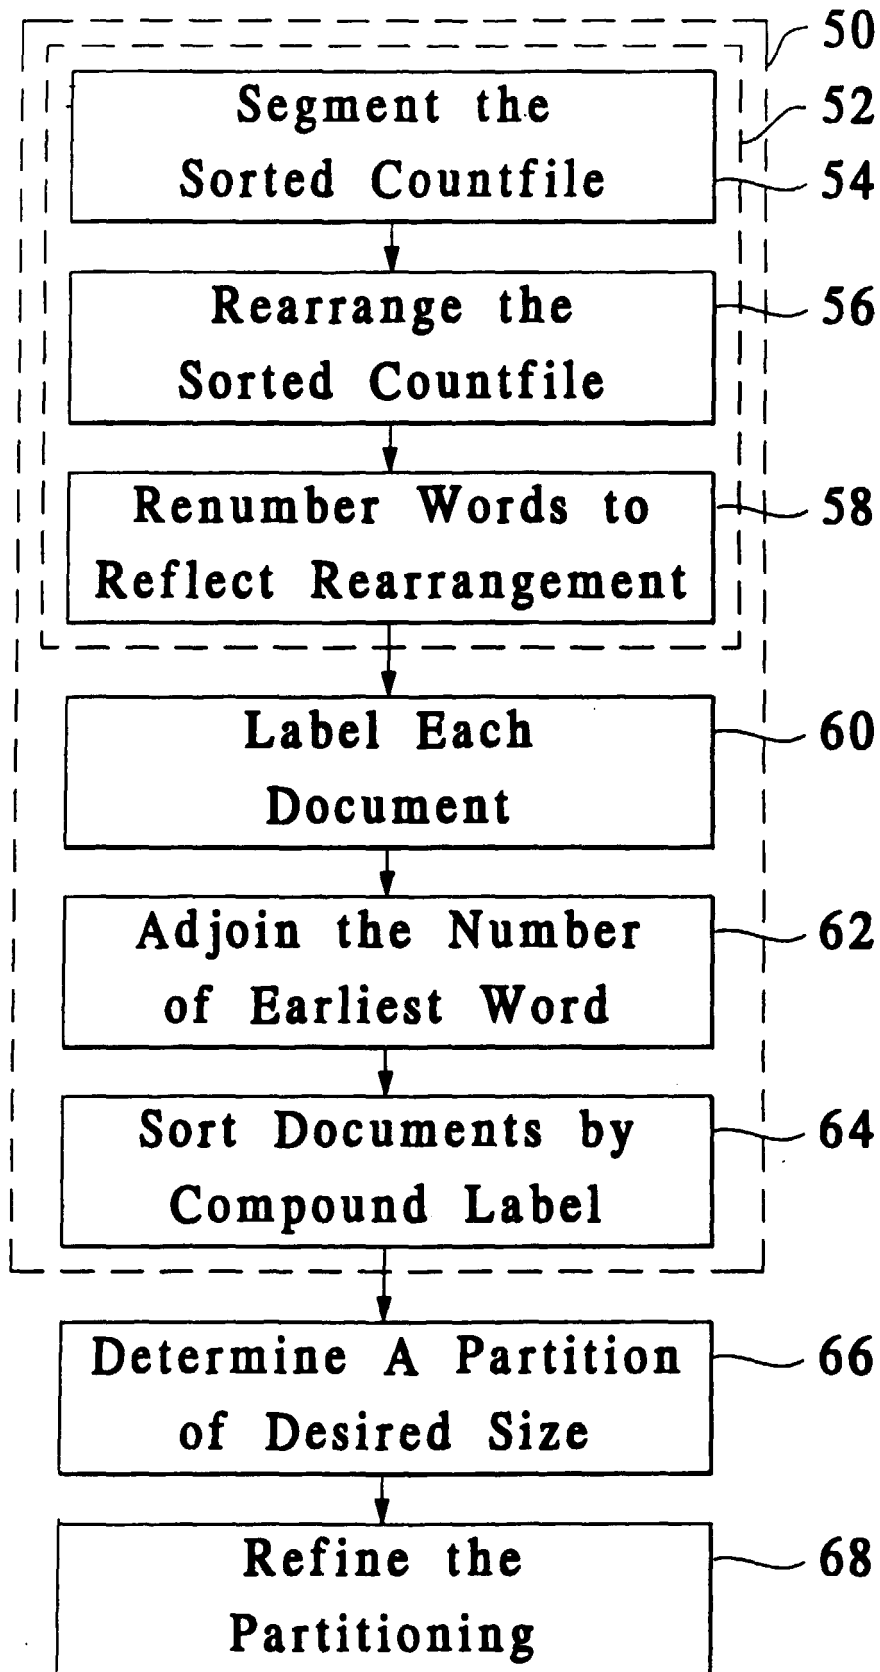 50
52
Segment the
Sorted Countfile
54
Rearrange the
Sorted Countfile
56
Renumber Words to
Reflect Rearrangement
58
Label Each
Document
60
Adjoin the Number
of Earliest Word
62
Sort Documents by
Compound Label
64
Determine A Partition
of Desired Size
66
Refine the
Partitioning
68